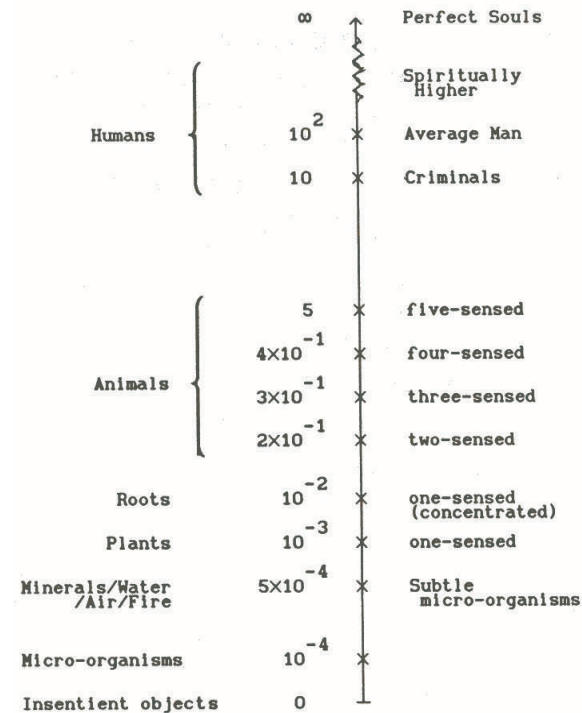 ∞ Perfect Souls
Spiritually
Higher
Humans 10² Average Man
10 Criminals
5 five-sensed
4×10⁻¹ four-sensed
Animals 3×10⁻¹ three-sensed
2×10⁻¹ two-sensed
Roots 10⁻² one-sensed
(concentrated)
Plants 10⁻³ one-sensed
Minerals/Water 5×10⁻⁴ Subtle
/Air/Fire micro-organisms
Micro-organisms 10⁻⁴
Insentient objects 0